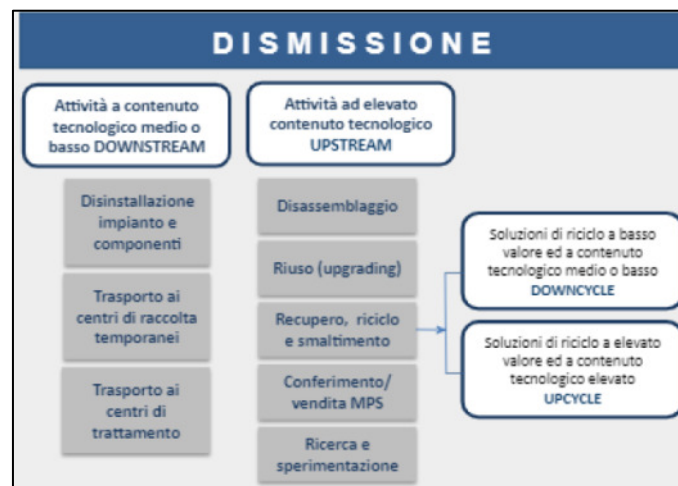 DISMISSIONE
Attività a contenuto
tecnologico medio o
basso DOWNSTREAM
Disinstallazione
impianto e
componenti
Trasporto ai
centri di raccolta
temporanei
Trasporto ai
centri di
trattamento
Attività ad elevato
contenuto tecnologico
UPSTREAM
Disassemblaggio
Riuso (upgrading)
Recupero, riciclo
e smaltimento
Conferimento/
vendita MPS
Ricerca e
sperimentazione
Soluzioni di riciclo a basso
valore ed a contenuto
tecnologico medio o basso
DOWNCYCLE
Soluzioni di riciclo a elevato
valore ed a contenuto
tecnologico elevato
UPCYCLE